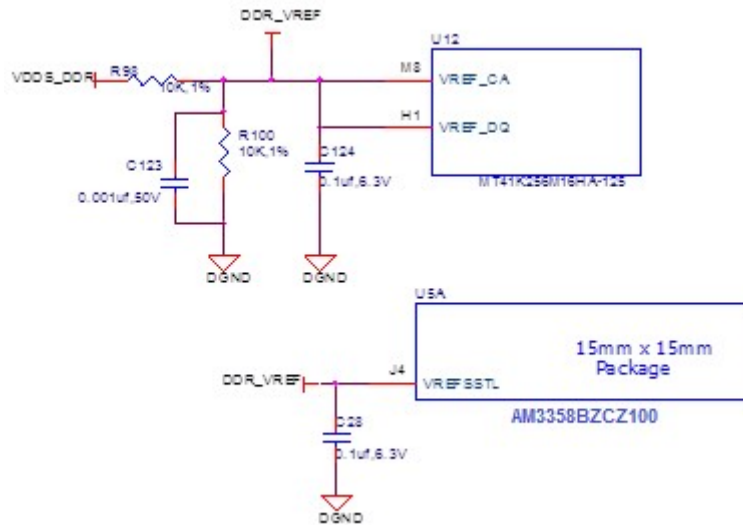 DDR_VREF
U12
VDDS_DDR
R98
10K,1%
M8
VREF_CA
H1
VREF_DQ
R100
10K,1%
C123
0.001uf,50V
C124
0.1uf,6.3V
MT41K256M16HA-125
DGND
DGND
U5A
15mm x 15mm
Package
DDR_VREF
J4
VREFSSTL
AM3358BZCZ100
C28
0.1uf,6.3V
DGND